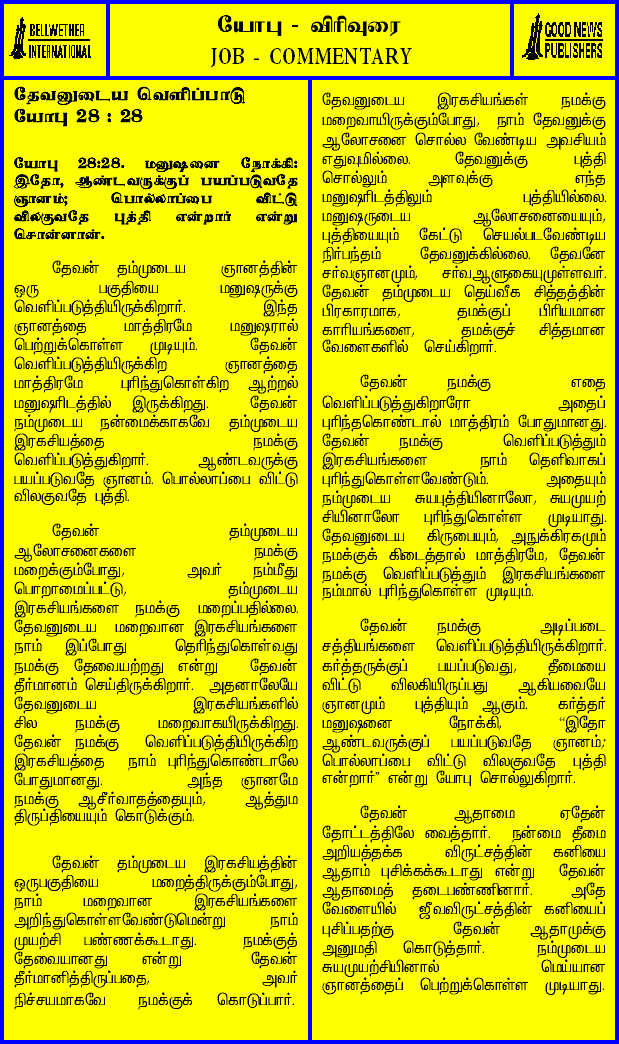 BELLWETHER
INTERNATIONAL
யோபு - விரிவுரை
JOB - COMMENTARY
GOOD NEWS
PUBLISHERS
தேவனுடைய வெளிப்பாடு
யோபு 28 : 28
யோபு 28:28. மனுஷனை நோக்கி:
இதோ, ஆண்டவருக்குப் பயப்படுவதே
ஞானம்; பொல்லாப்பை விட்டு
விலகுவதே புத்தி என்றார் என்று
சொன்னான்.
தேவன் தம்முடைய ஞானத்தின்
ஒரு பகுதியை மனுஷருக்கு
வெளிப்படுத்தியிருக்கிறார். இந்த
ஞானத்தை மாத்திரமே மனுஷரால்
பெற்றுக்கொள்ள முடியும். தேவன்
வெளிப்படுத்தியிருக்கிற ஞானத்தை
மாத்திரமே புரிந்துகொள்கிற ஆற்றல்
மனுஷரிடத்தில் இருக்கிறது. தேவன்
நம்முடைய நன்மைக்காகவே தம்முடைய
இரகசியத்தை நமக்கு
வெளிப்படுத்துகிறார். ஆண்டவருக்கு
பயப்படுவதே ஞானம். பொல்லாப்பை விட்டு
விலகுவதே புத்தி.
தேவன் தம்முடைய
ஆலோசனைகளை நமக்கு
மறைக்கும்போது, அவர் நம்மீது
பொறாமைப்பட்டு, தம்முடைய
இரகசியங்களை நமக்கு மறைப்பதில்லை.
தேவனுடைய மறைவான இரகசியங்களை
நாம் இப்போது தெரிந்துகொள்வது
நமக்கு தேவையற்றது என்று தேவன்
தீர்மானம் செய்திருக்கிறார். அதனாலேயே
தேவனுடைய இரகசியங்களில்
சில நமக்கு மறைவாகயிருக்கிறது.
தேவன் நமக்கு வெளிப்படுத்தியிருக்கிற
இரகசியத்தை நாம் புரிந்துகொண்டாலே
போதுமானது. அந்த ஞானமே
நமக்கு ஆசீர்வாதத்தையும், ஆத்தும
திருப்தியையும் கொடுக்கும்.
தேவன் தம்முடைய இரகசியத்தின்
ஒருபகுதியை மறைத்திருக்கும்போது,
நாம் மறைவான இரகசியங்களை
அறிந்துகொள்ளவேண்டுமென்று நாம்
முயற்சி பண்ணக்கூடாது. நமக்குத்
தேவையானது என்று தேவன்
தீர்மானித்திருப்பதை, அவர்
நிச்சயமாகவே நமக்குக் கொடுப்பார்.
தேவனுடைய இரகசியங்கள் நமக்கு
மறைவாயிருக்கும்போது, நாம் தேவனுக்கு
ஆலோசனை சொல்ல வேண்டிய அவசியம்
எதுவுமில்லை. தேவனுக்கு புத்தி
சொல்லும் அளவுக்கு எந்த
மனுஷரிடத்திலும் புத்தியில்லை.
மனுஷருடைய ஆலோசனையையும்,
புத்தியையும் கேட்டு செயல்படவேண்டிய
நிர்பந்தம் தேவனுக்கில்லை. தேவனே
சர்வஞானமும், சர்வஆளுகையுமுள்ளவர்.
தேவன் தம்முடைய தெய்வீக சித்தத்தின்
பிரகாரமாக, தமக்குப் பிரியமான
காரியங்களை, தமக்குச் சித்தமான
வேளைகளில் செய்கிறார்.
தேவன் நமக்கு எதை
வெளிப்படுத்துகிறாரோ அதைப்
புரிந்தகொண்டால் மாத்திரம் போதுமானது.
தேவன் நமக்கு வெளிப்படுத்தும்
இரகசியங்களை நாம் தெளிவாகப்
புரிந்துகொள்ளவேண்டும். அதையும்
நம்முடைய சுயபுத்தியினாலோ, சுயமுயற்
சியினாலோ புரிந்துகொள்ள முடியாது.
தேவனுடைய கிருபையும், அநுக்கிரகமும்
நமக்குக் கிடைத்தால் மாத்திரமே, தேவன்
நமக்கு வெளிப்படுத்தும் இரகசியங்களை
நம்மால் புரிந்துகொள்ள முடியும்.
தேவன் நமக்கு அடிப்படை
சத்தியங்களை வெளிப்படுத்தியிருக்கிறார்.
கர்த்தருக்குப் பயப்படுவது, தீமையை
விட்டு விலகியிருப்பது ஆகியவையே
ஞானமும் புத்தியும் ஆகும். கர்த்தர்
மனுஷனை நோக்கி, “இதோ
ஆண்டவருக்குப் பயப்படுவதே ஞானம்;
பொல்லாப்பை விட்டு விலகுவதே புத்தி
என்றார்” என்று யோபு சொல்லுகிறார்.
தேவன் ஆதாமை ஏதேன்
தோட்டத்திலே வைத்தார். நன்மை தீமை
அறியத்தக்க விருட்சத்தின் கனியை
ஆதாம் புசிக்கக்கூடாது என்று தேவன்
ஆதாமைத் தடைபண்ணினார். அதே
வேளையில் ஜீவவிருட்சத்தின் கனியைப்
புசிப்பதற்கு தேவன் ஆதாமுக்கு
அனுமதி கொடுத்தார். நம்முடைய
சுயமுயற்சியினால் மெய்யான
ஞானத்தைப் பெற்றுக்கொள்ள முடியாது.